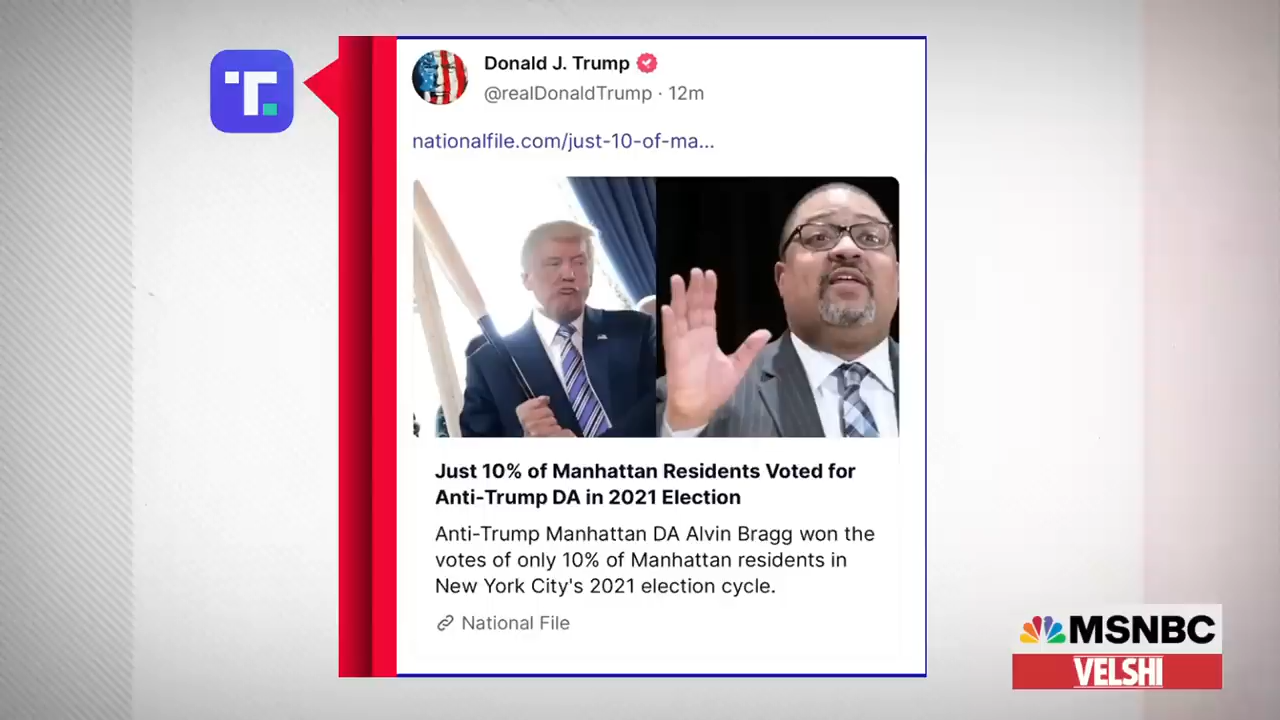 T.
Donald J. Trump
@realDonaldTrump · 12m
nationalfile.com/just-10-of-ma...
Just 10% of Manhattan Residents Voted for
Anti-Trump DA in 2021 Election
Anti-Trump Manhattan DA Alvin Bragg won the
votes of only 10% of Manhattan residents in
New York City's 2021 election cycle.
National File
MSNBC
VELSHI